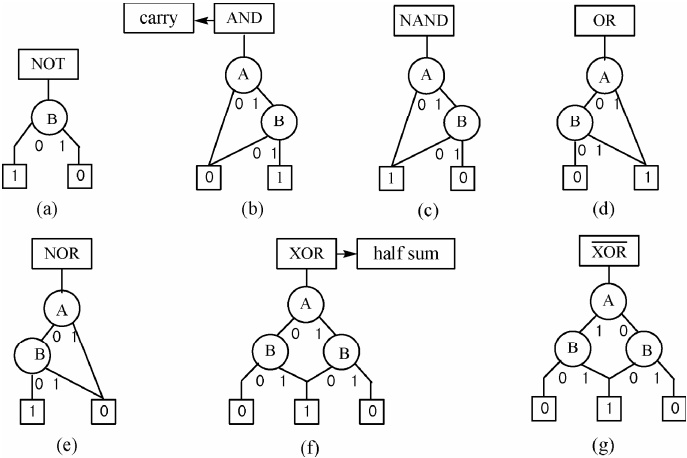 carry AND NAND OR
NOT
A A A
0 1 0 1 0 1
B B B B
0 1 0 1 0 1 0 1
1 0 0 1 1 0 0 1
(a) (b) (c) (d)
NOR XOR half sum XOR
A A A
0 1 0 1 1 0
B B B B B
0 1 0 1 0 1 0 1 0 1
1 0 0 1 0 0 1 0
(e) (f) (g)